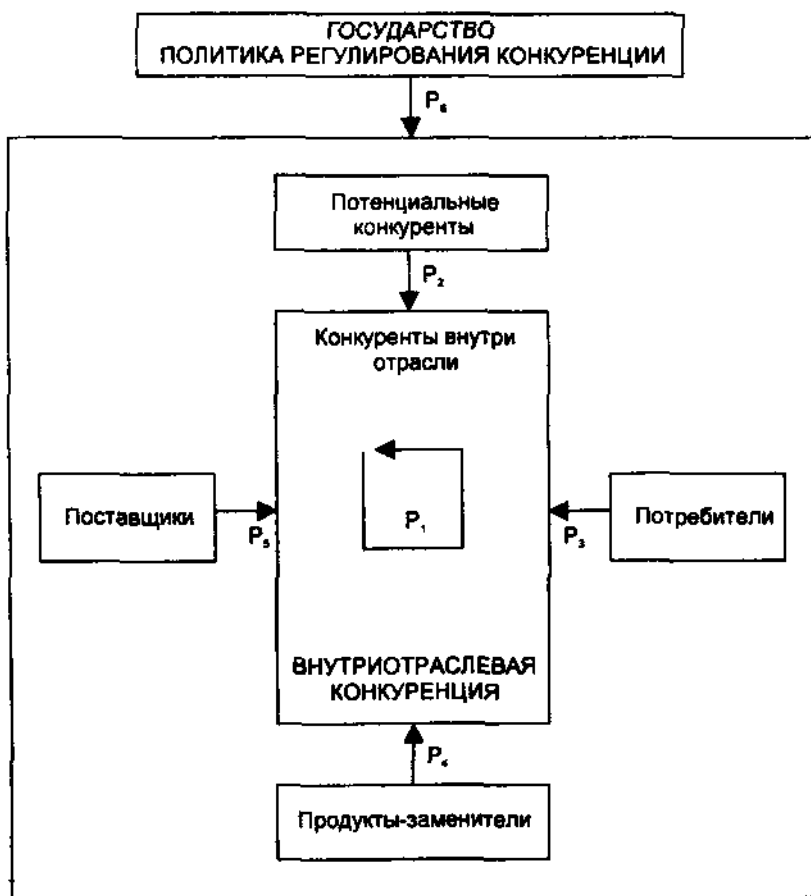 ГОСУДАРСТВО
ПОЛИТИКА РЕГУЛИРОВАНИЯ КОНКУРЕНЦИИ
P₆
Потенциальные
конкуренты
P₂
Конкуренты внутри
отрасли
Поставщики
P₅
P₁
P₃
Потребители
ВНУТРИОТРАСЛЕВАЯ
КОНКУРЕНЦИЯ
P₄
Продукты-заменители